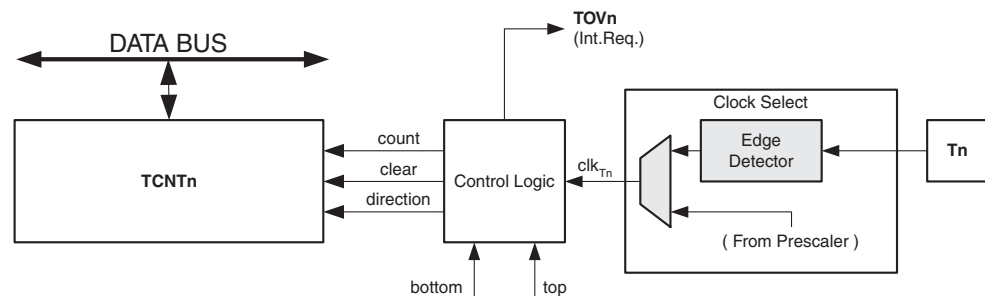 TOVn
(Int.Req.)
DATA BUS
Clock Select
count
Edge
Detector
Tn
TCNTn
clear
Control Logic
clkTn
direction
( From Prescaler )
bottom
top